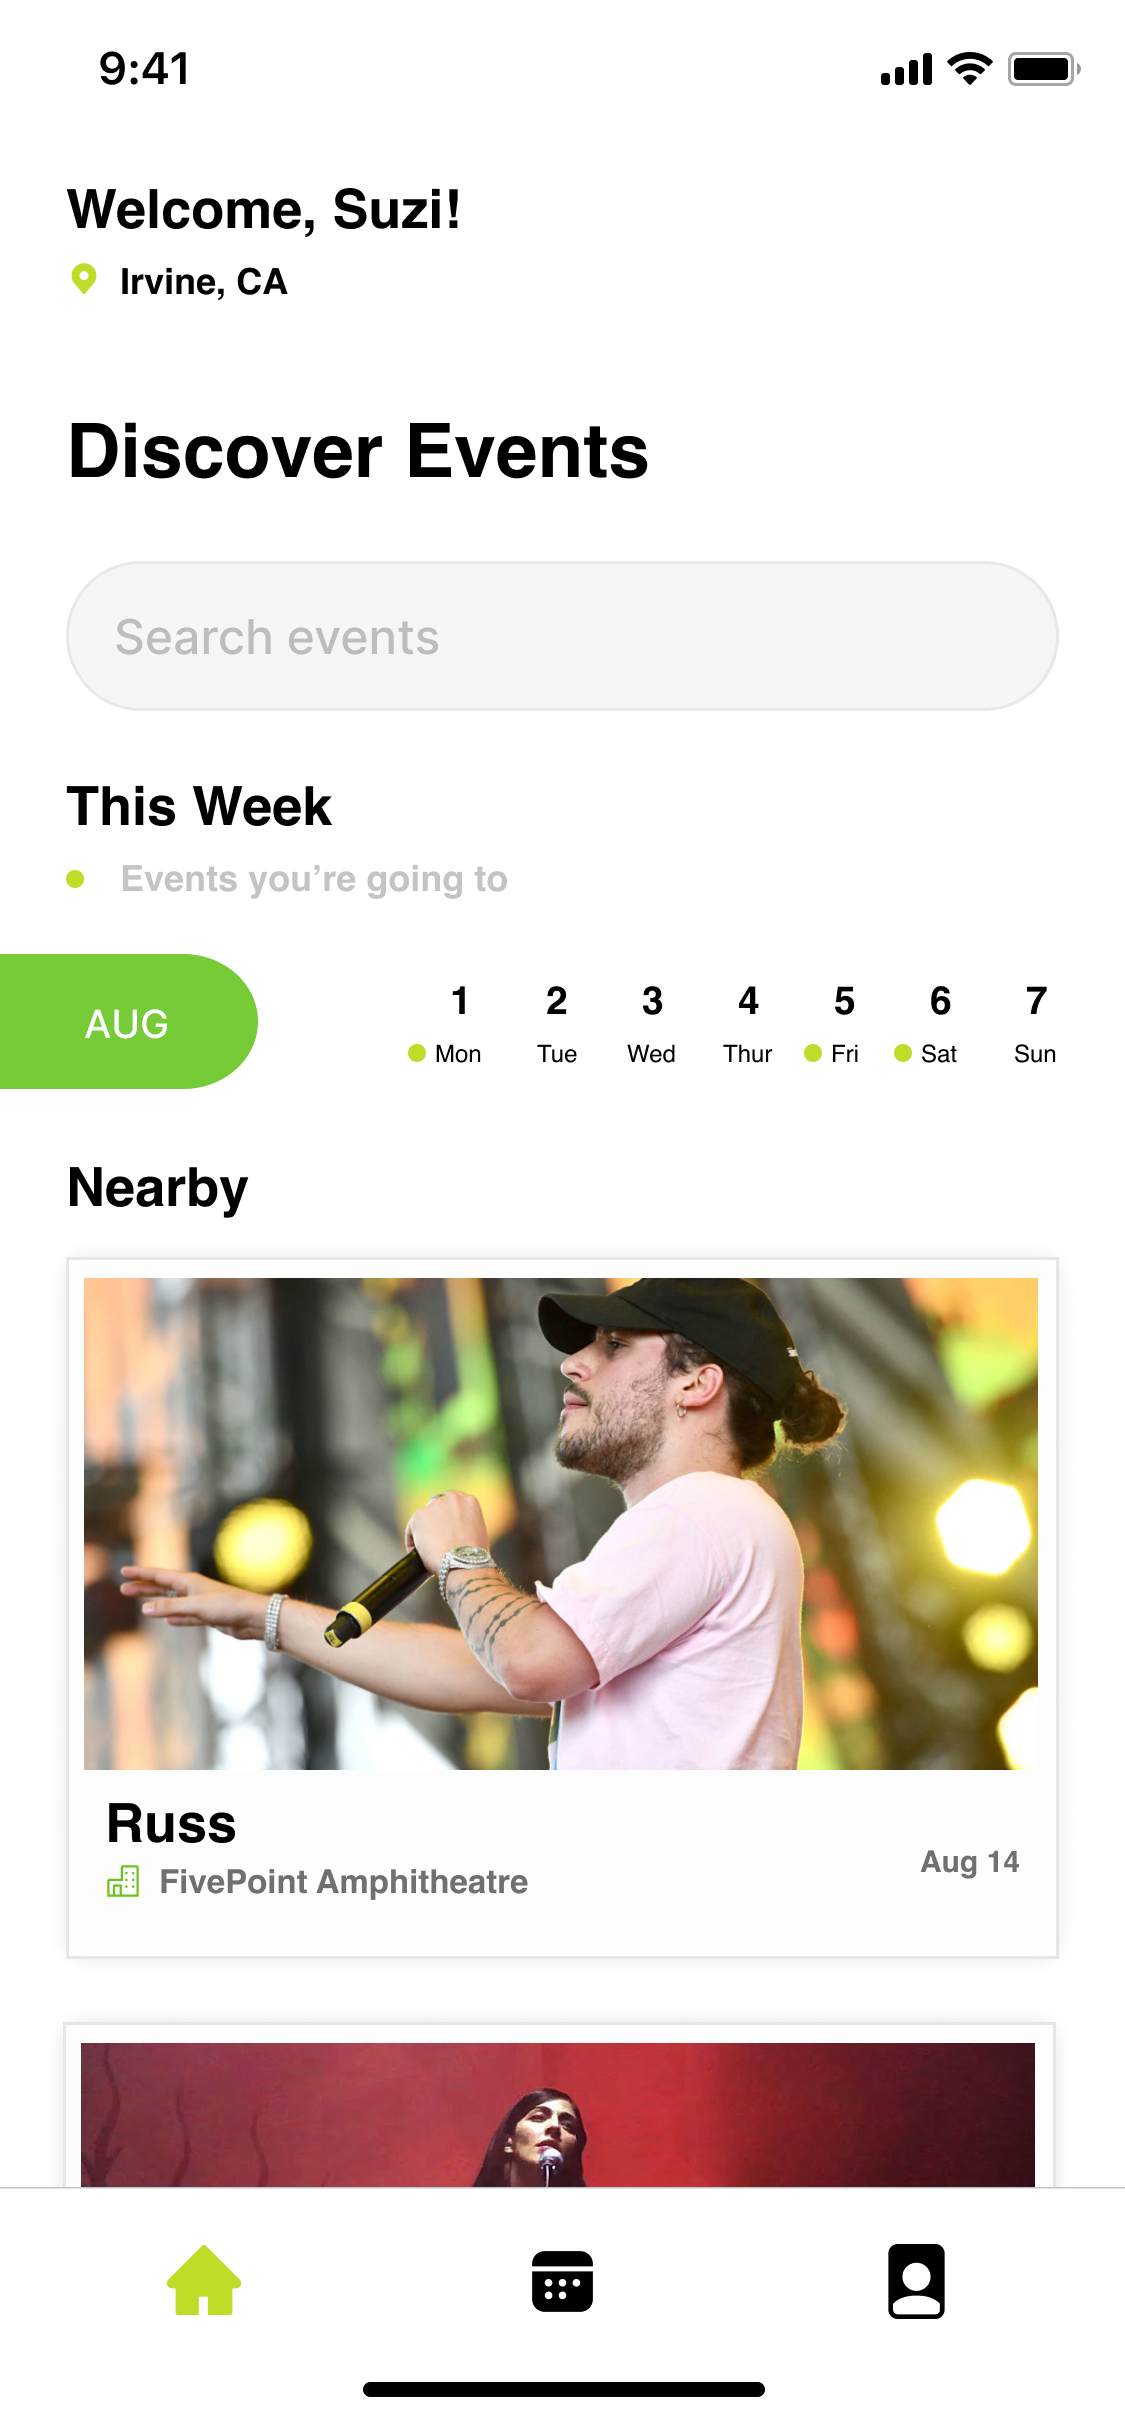 9:41
Welcome, Suzi!
Irvine, CA
Discover Events
Search events
This Week
Events you’re going to
AUG
1 2 3 4 5 6 7
Mon Tue Wed Thur Fri Sat Sun
Nearby
Russ
FivePoint Amphitheatre
Aug 14